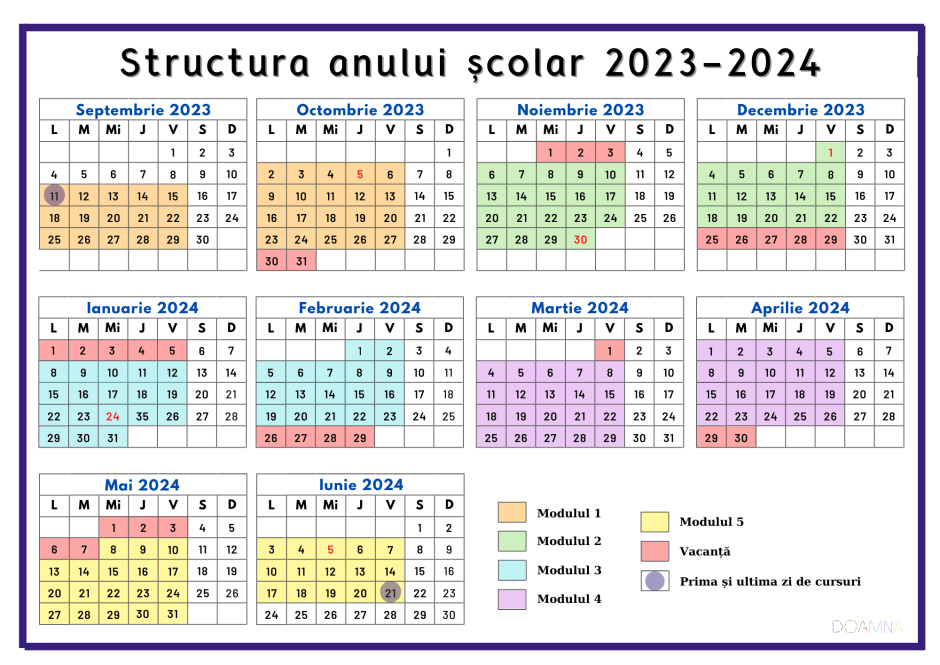 Structura anului școlar 2023–2024
Septembrie 2023
L M Mi J V S D
1 2 3
4 5 6 7 8 9 10
11 12 13 14 15 16 17
18 19 20 21 22 23 24
25 26 27 28 29 30
Octombrie 2023
L M Mi J V S D
1
2 3 4 5 6 7 8
9 10 11 12 13 14 15
16 17 18 19 20 21 22
23 24 25 26 27 28 29
30 31
Noiembrie 2023
L M Mi J V S D
1 2 3 4 5
6 7 8 9 10 11 12
13 14 15 16 17 18 19
20 21 22 23 24 25 26
27 28 29 30
Decembrie 2023
L M Mi J V S D
1 2 3
4 5 6 7 8 9 10
11 12 13 14 15 16 17
18 19 20 21 22 23 24
25 26 27 28 29 30 31
Ianuarie 2024
L M Mi J V S D
1 2 3 4 5 6 7
8 9 10 11 12 13 14
15 16 17 18 19 20 21
22 23 24 35 26 27 28
29 30 31
Februarie 2024
L M Mi J V S D
1 2 3 4
5 6 7 8 9 10 11
12 13 14 15 16 17 18
19 20 21 22 23 24 25
26 27 28 29
Martie 2024
L M Mi J V S D
1 2 3
4 5 6 7 8 9 10
11 12 13 14 15 16 17
18 19 20 21 22 23 24
25 26 27 28 29 30 31
Aprilie 2024
L M Mi J V S D
1 2 3 4 5 6 7
8 9 10 11 12 13 14
15 16 17 18 19 20 21
22 23 24 25 26 27 28
29 30
Mai 2024
L M Mi J V S D
1 2 3 4 5
6 7 8 9 10 11 12
13 14 15 16 17 18 19
20 21 22 23 24 25 26
27 28 29 30 31
Iunie 2024
L M Mi J V S D
1 2
3 4 5 6 7 8 9
10 11 12 13 14 15 16
17 18 19 20 21 22 23
24 25 26 27 28 29 30
Modulul 1
Modulul 2
Modulul 3
Modulul 4
Modulul 5
Vacanță
Prima și ultima zi de cursuri
DOAMNA